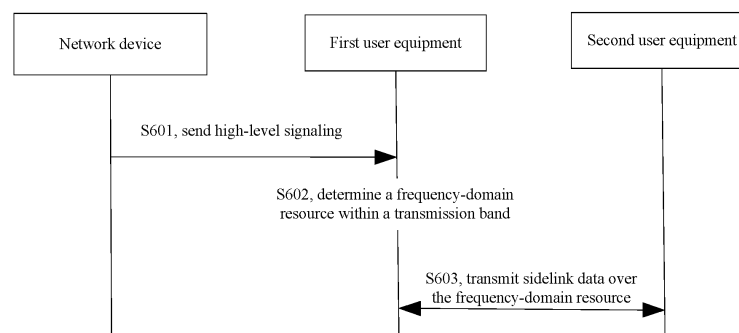 Network device
First user equipment
Second user equipment
S601, send high-level signaling
S602, determine a frequency-domain
resource within a transmission band
S603, transmit sidelink data over
the frequency-domain resource